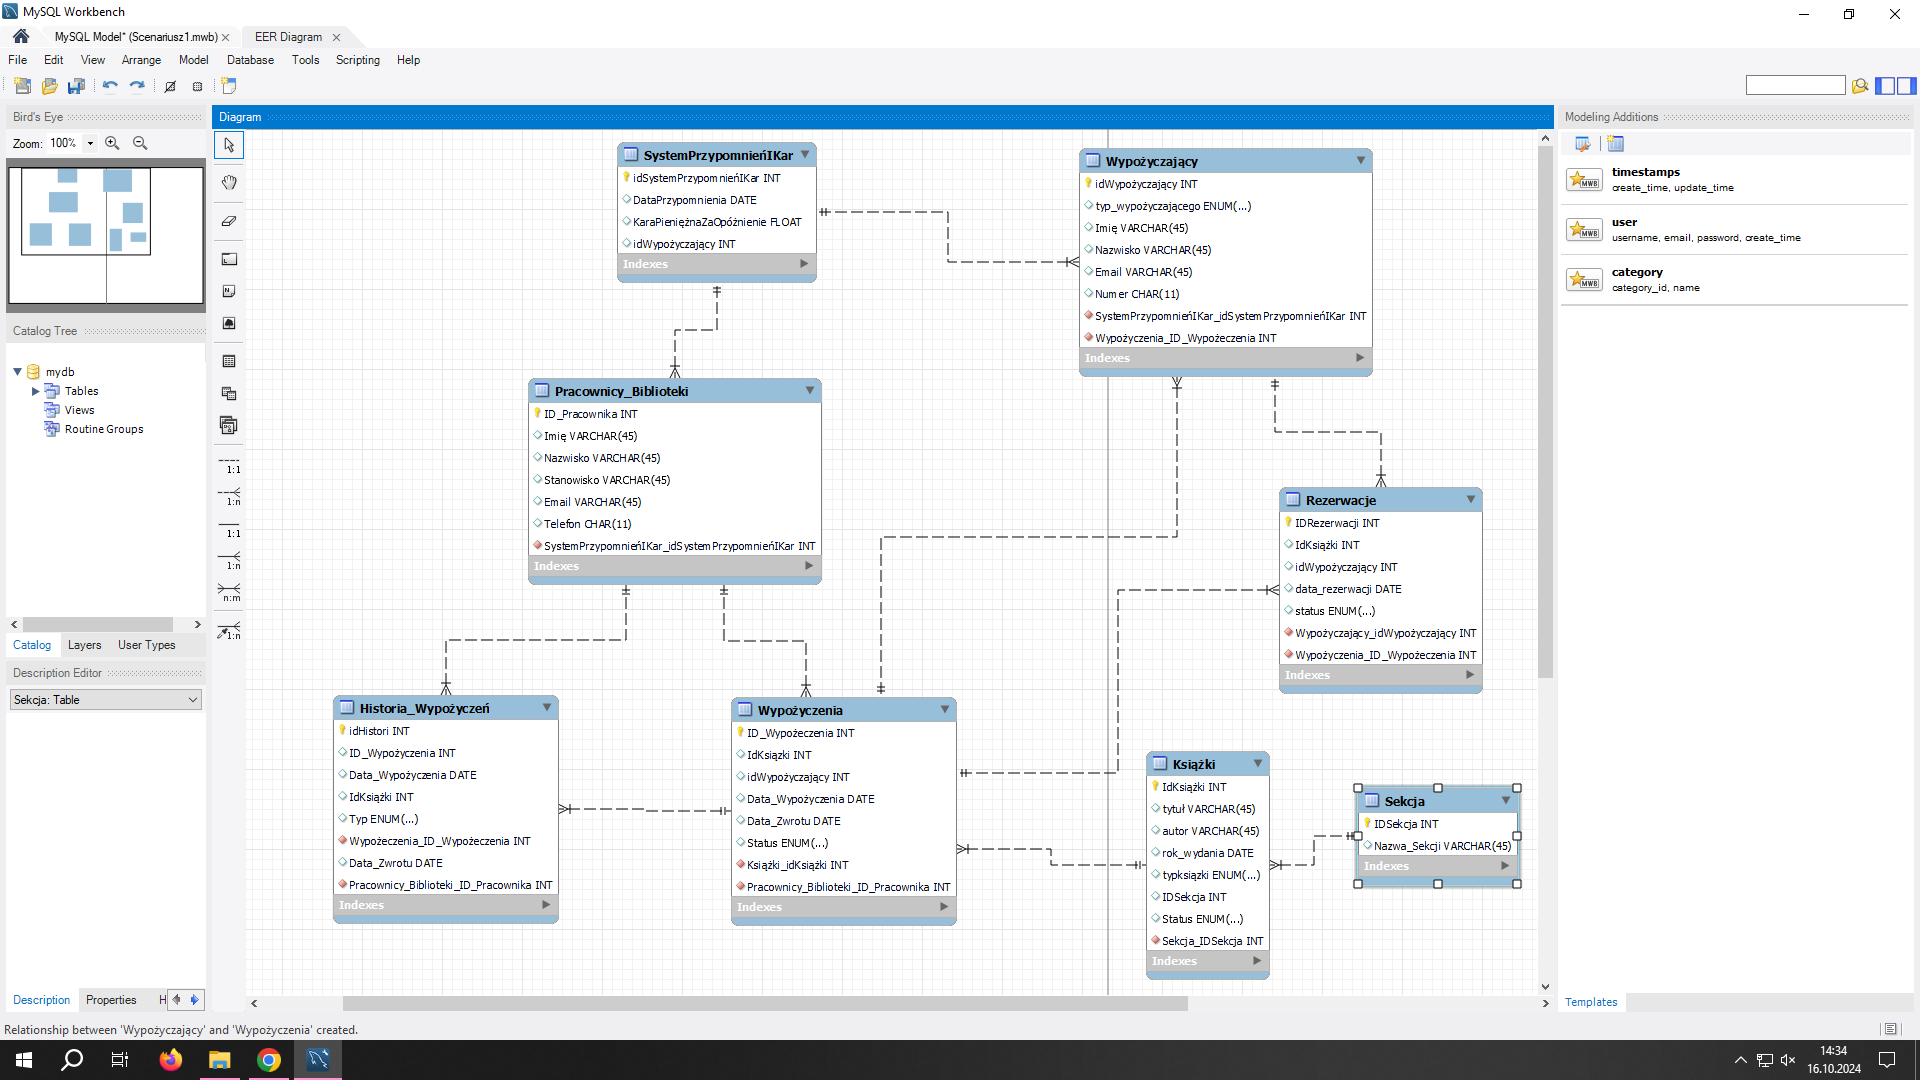 MySQL Workbench
MySQL Model* (Scenariusz1.mwb)
EER Diagram
File Edit View Arrange Model Database Tools Scripting Help
Bird's Eye
Zoom: 100%
Catalog Tree
mydb
Tables
Views
Routine Groups
Catalog Layers User Types
Description Editor
Sekcja: Table
Description Properties H
1:1
1:n
1:1
1:n
n:m
1:n
Diagram
SystemPrzypomnieńIKar
idSystemPrzypomnieńIKar INT
DataPrzypomnienia DATE
KaraPieniężnaZaOpóźnienie FLOAT
idWypożyczający INT
Indexes
Wypożyczający
idWypożyczający INT
typ_wypożyczającego ENUM(...)
Imię VARCHAR(45)
Nazwisko VARCHAR(45)
Email VARCHAR(45)
Numer CHAR(11)
SystemPrzypomnieńIKar_idSystemPrzypomnieńIKar INT
Wypożyczenia_ID_Wypożeczenia INT
Indexes
Pracownicy_Biblioteki
ID_Pracownika INT
Imię VARCHAR(45)
Nazwisko VARCHAR(45)
Stanowisko VARCHAR(45)
Email VARCHAR(45)
Telefon CHAR(11)
SystemPrzypomnieńIKar_idSystemPrzypomnieńIKar INT
Indexes
Rezerwacje
IDRezerwacji INT
IdKsiążki INT
idWypożyczający INT
data_rezerwacji DATE
status ENUM(...)
Wypożyczający_idWypożyczający INT
Wypożyczenia_ID_Wypożeczenia INT
Indexes
Historia_Wypożyczeń
idHistori INT
ID_Wypożyczenia INT
Data_Wypożyczenia DATE
IdKsiążki INT
Typ ENUM(...)
Wypożeczenia_ID_Wypożeczenia INT
Data_Zwrotu DATE
Pracownicy_Biblioteki_ID_Pracownika INT
Indexes
Wypożyczenia
ID_Wypożeczenia INT
IdKsiązki INT
idWypożyczający INT
Data_Wypożyczenia DATE
Data_Zwrotu DATE
Status ENUM(...)
Książki_idKsiążki INT
Pracownicy_Biblioteki_ID_Pracownika INT
Indexes
Książki
IdKsiążki INT
tytuł VARCHAR(45)
autor VARCHAR(45)
rok_wydania DATE
typksiązki ENUM(...)
IDSekcja INT
Status ENUM(...)
Sekcja_IDSekcja INT
Indexes
Sekcja
IDSekcja INT
Nazwa_Sekcji VARCHAR(45)
Indexes
Modeling Additions
timestamps
create_time, update_time
user
username, email, password, create_time
category
category_id, name
Templates
Relationship between 'Wypożyczający' and 'Wypożyczenia' created.
14:34
16.10.2024